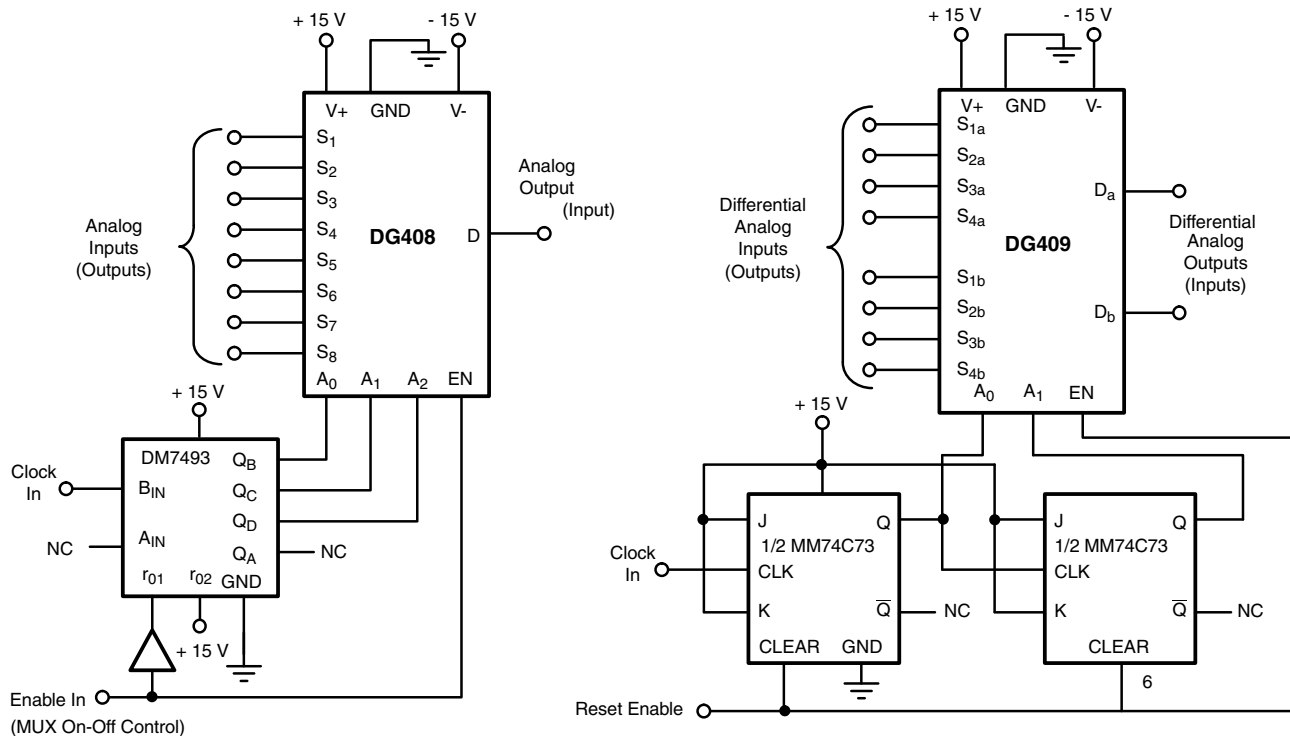 + 15 V
- 15 V
V+
GND
V-
S1
S2
S3
S4
S5
S6
S7
S8
Analog
Inputs
(Outputs)
DG408
D
Analog
Output
(Input)
A0
A1
A2
EN
+ 15 V
DM7493
QB
Clock
In
BIN
QC
QD
NC
AIN
QA
NC
r01
r02
GND
+ 15 V
Enable In
(MUX On-Off Control)
+ 15 V
- 15 V
V+
GND
V-
S1a
S2a
S3a
S4a
Differential
Analog
Inputs
(Outputs)
DG409
S1b
S2b
S3b
S4b
Da
Db
Differential
Analog
Outputs
(Inputs)
A0
A1
EN
+ 15 V
J
Q
1/2 MM74C73
Clock
In
CLK
K
Q
NC
CLEAR
GND
J
Q
1/2 MM74C73
CLK
K
Q
NC
CLEAR
6
Reset Enable